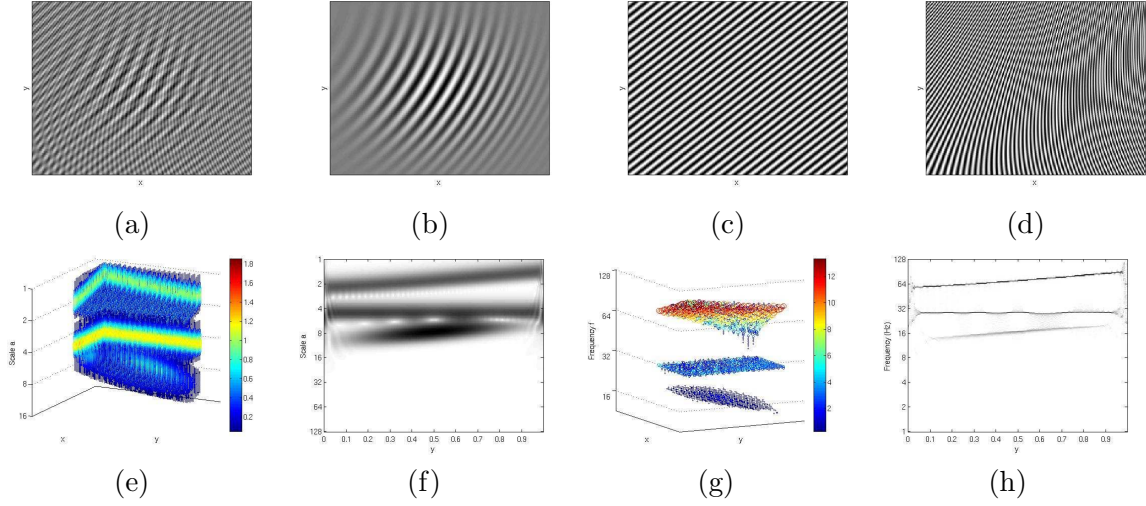 y
x
y
x
y
x
y
x
(a)
(b)
(c)
(d)
1
2
4
8
16
Scale a
x
y
1.8
1.6
1.4
1.2
1
0.8
0.6
0.4
0.2
1
2
4
8
16
32
64
128
Scale a
0 0.1 0.2 0.3 0.4 0.5 0.6 0.7 0.8 0.9
y
128
64
32
16
Frequency f
x
y
12
10
8
6
4
2
128
64
32
16
8
4
2
1
Frequency (Hz)
0 0.1 0.2 0.3 0.4 0.5 0.6 0.7 0.8 0.9
y
(e)
(f)
(g)
(h)